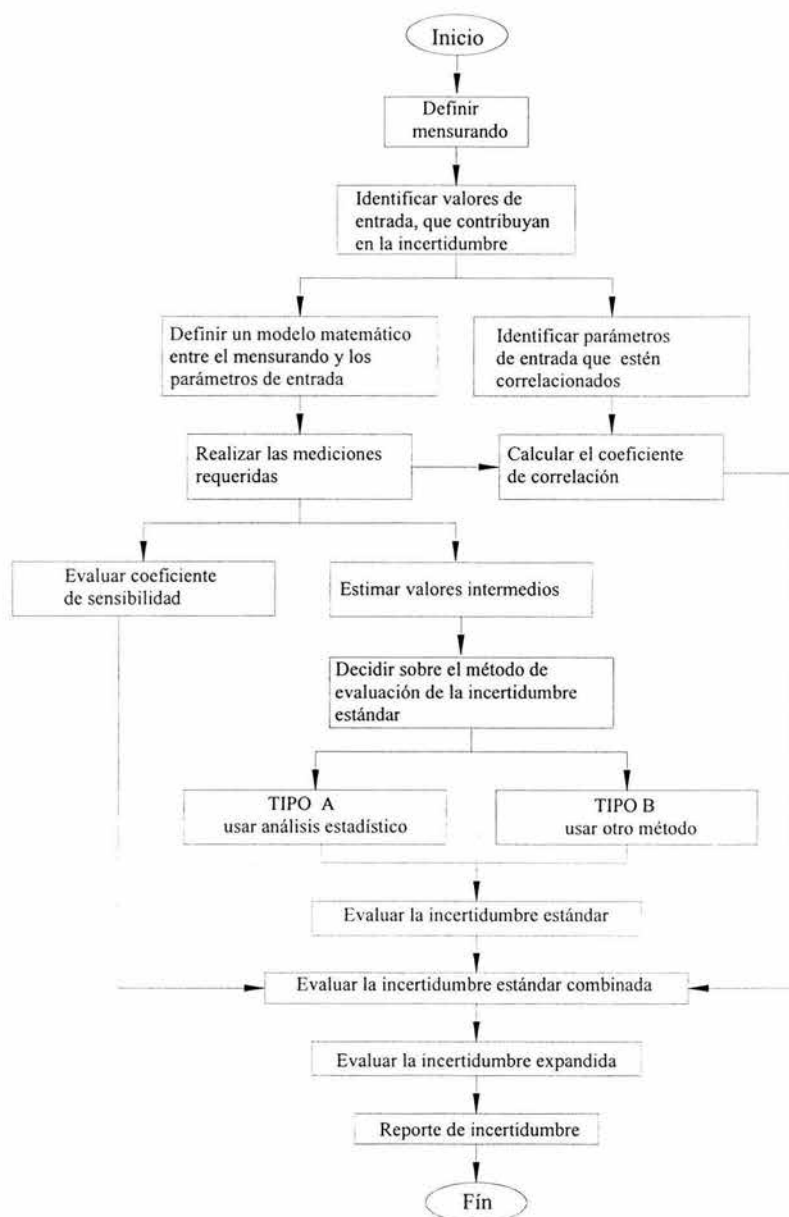 Inicio
Definir
mensurando
Identificar valores de
entrada, que contribuyan
en la incertidumbre
Definir un modelo matemático
entre el mensurando y los
parámetros de entrada
Identificar parámetros
de entrada que estén
correlacionados
Realizar las mediciones
requeridas
Calcular el coeficiente
de correlación
Evaluar coeficiente
de sensibilidad
Estimar valores intermedios
Decidir sobre el método de
evaluación de la incertidumbre
estándar
TIPO A
usar análisis estadístico
TIPO B
usar otro método
Evaluar la incertidumbre estándar
Evaluar la incertidumbre estándar combinada
Evaluar la incertidumbre expandida
Reporte de incertidumbre
Fín